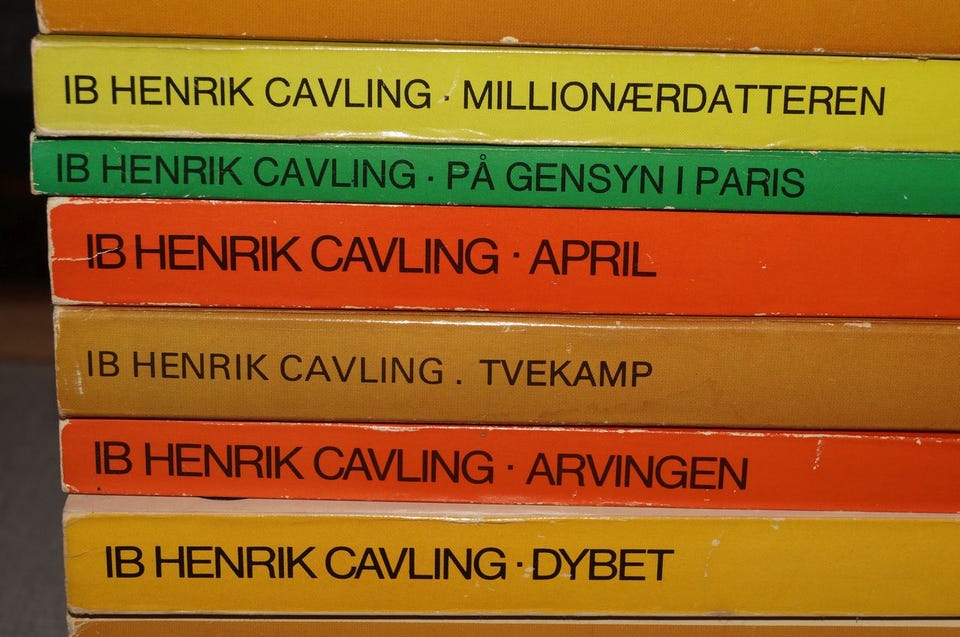 IB HENRIK CAVLING · MILLIONÆRDATTEREN
IB HENRIK CAVLING · PÅ GENSYN I PARIS
IB HENRIK CAVLING · APRIL
IB HENRIK CAVLING . TVEKAMP
IB HENRIK CAVLING · ARVINGEN
IB HENRIK CAVLING · DYBET